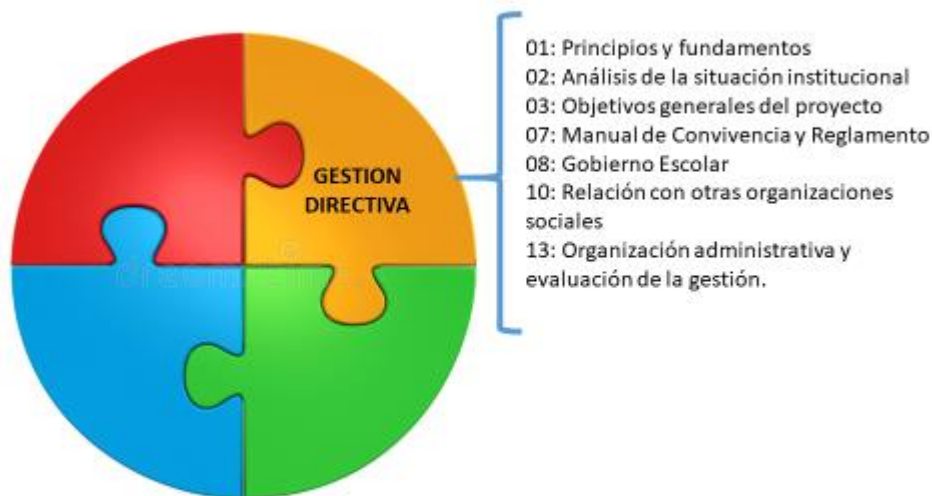 GESTION
DIRECTIVA
01: Principios y fundamentos
02: Análisis de la situación institucional
03: Objetivos generales del proyecto
07: Manual de Convivencia y Reglamento
08: Gobierno Escolar
10: Relación con otras organizaciones
sociales
13: Organización administrativa y
evaluación de la gestión.